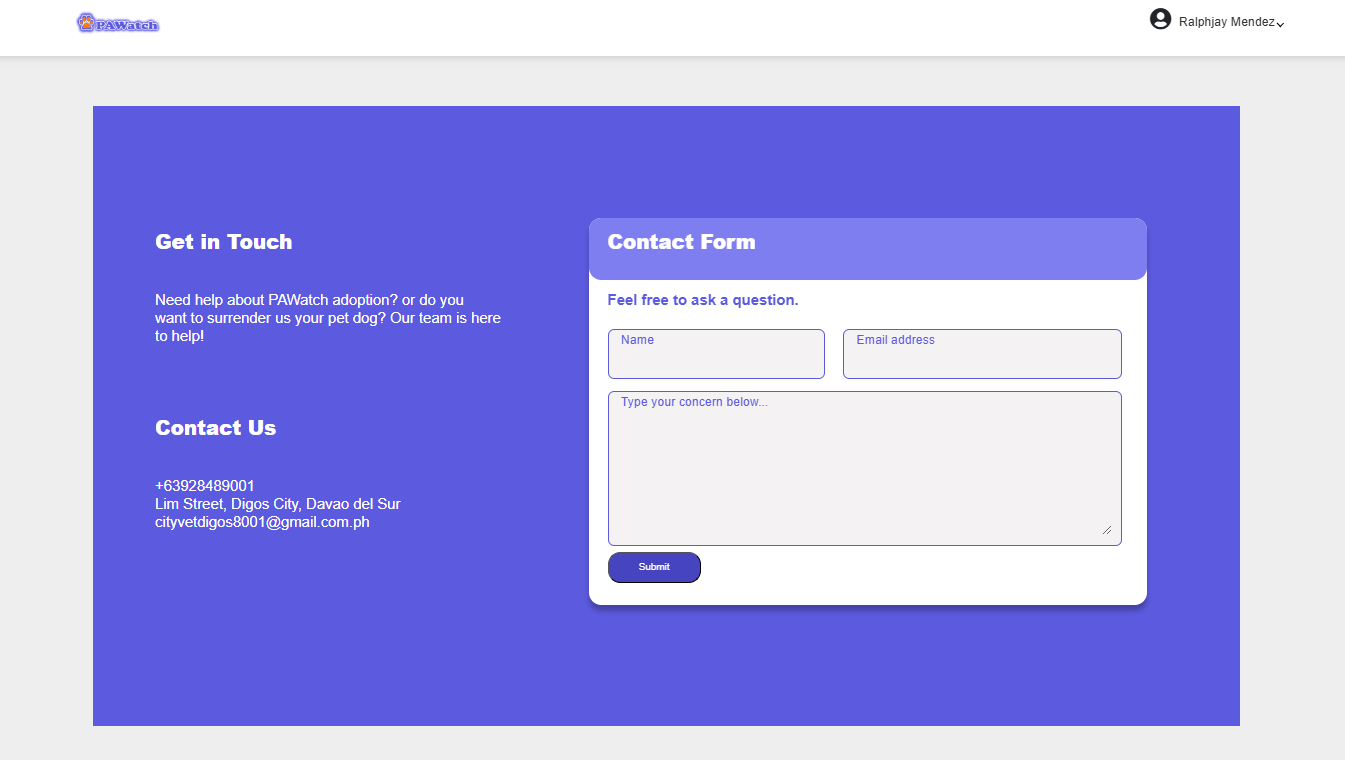 PAWatch
Ralphjay Mendez
Get in Touch
Need help about PAWatch adoption? or do you
want to surrender us your pet dog? Our team is here
to help!
Contact Us
+63928489001
Lim Street, Digos City, Davao del Sur
cityvetdigos8001@gmail.com.ph
Contact Form
Feel free to ask a question.
Name
Email address
Type your concern below...
Submit